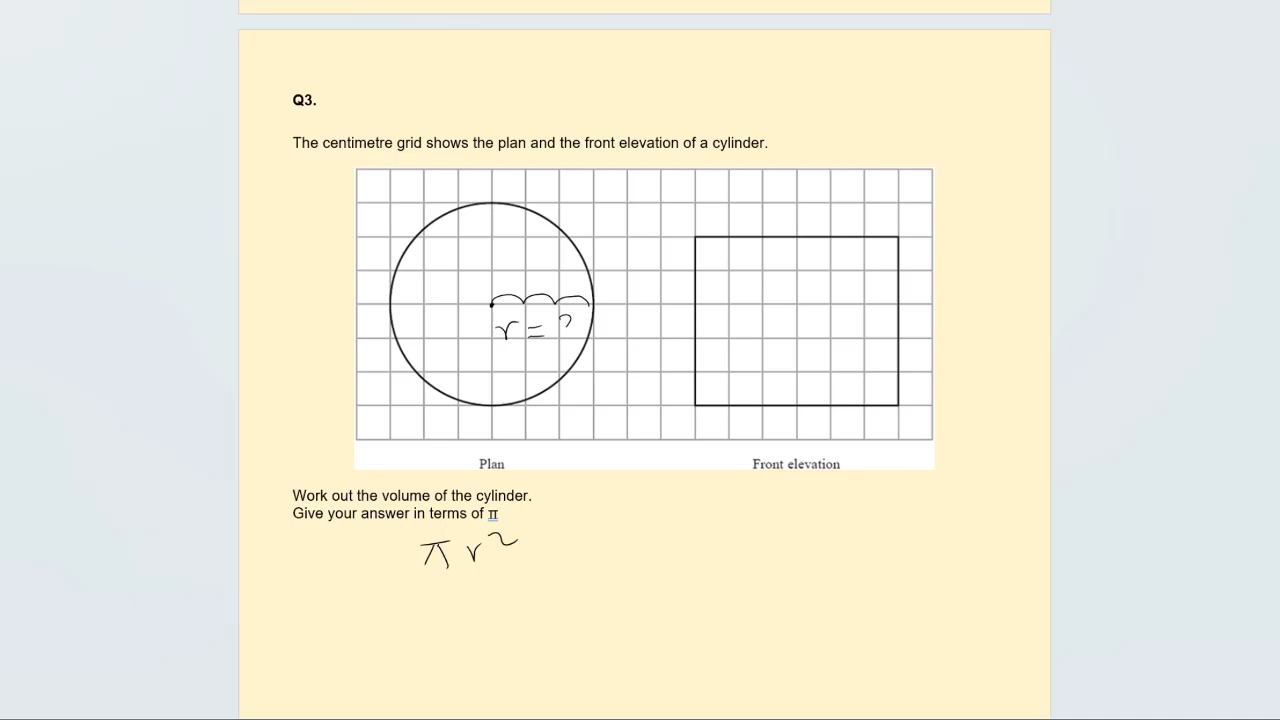 Q3.
The centimetre grid shows the plan and the front elevation of a cylinder.
r = ?
Plan Front elevation
Work out the volume of the cylinder.
Give your answer in terms of π
π r²